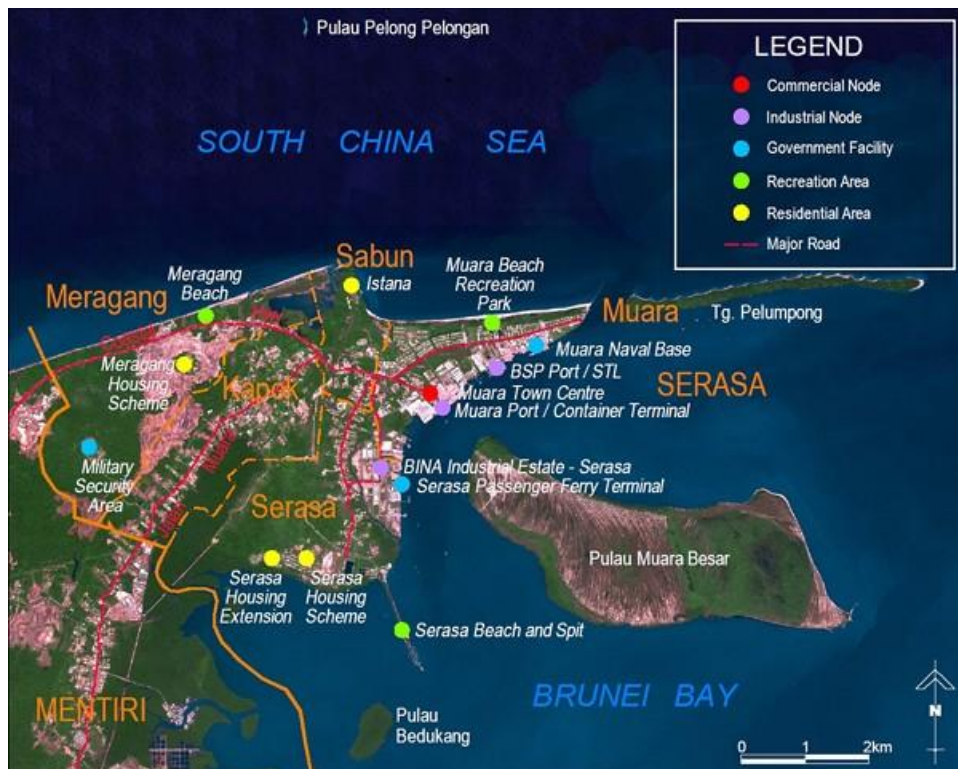 Pulau Pelong Pelongan
LEGEND
Commercial Node
Industrial Node
Government Facility
Recreation Area
Residential Area
Major Road
SOUTH CHINA SEA
Sabun
Istana
Meragang
Beach
Meragang
Muara Beach
Recreation
Park
Muara
Tg. Pelumpong
Muara Naval Base
BSP Port / STL
SERASA
Meragang
Housing
Scheme
Kapok
Muara Town Centre
Muara Port / Container Terminal
Military
Security
Area
BINA Industrial Estate - Serasa
Serasa Passenger Ferry Terminal
Serasa
Pulau Muara Besar
Serasa
Housing
Extension
Serasa
Housing
Scheme
Serasa Beach and Spit
MENTIRI
BRUNEI BAY
Pulau
Bedukang
N
0 1 2km